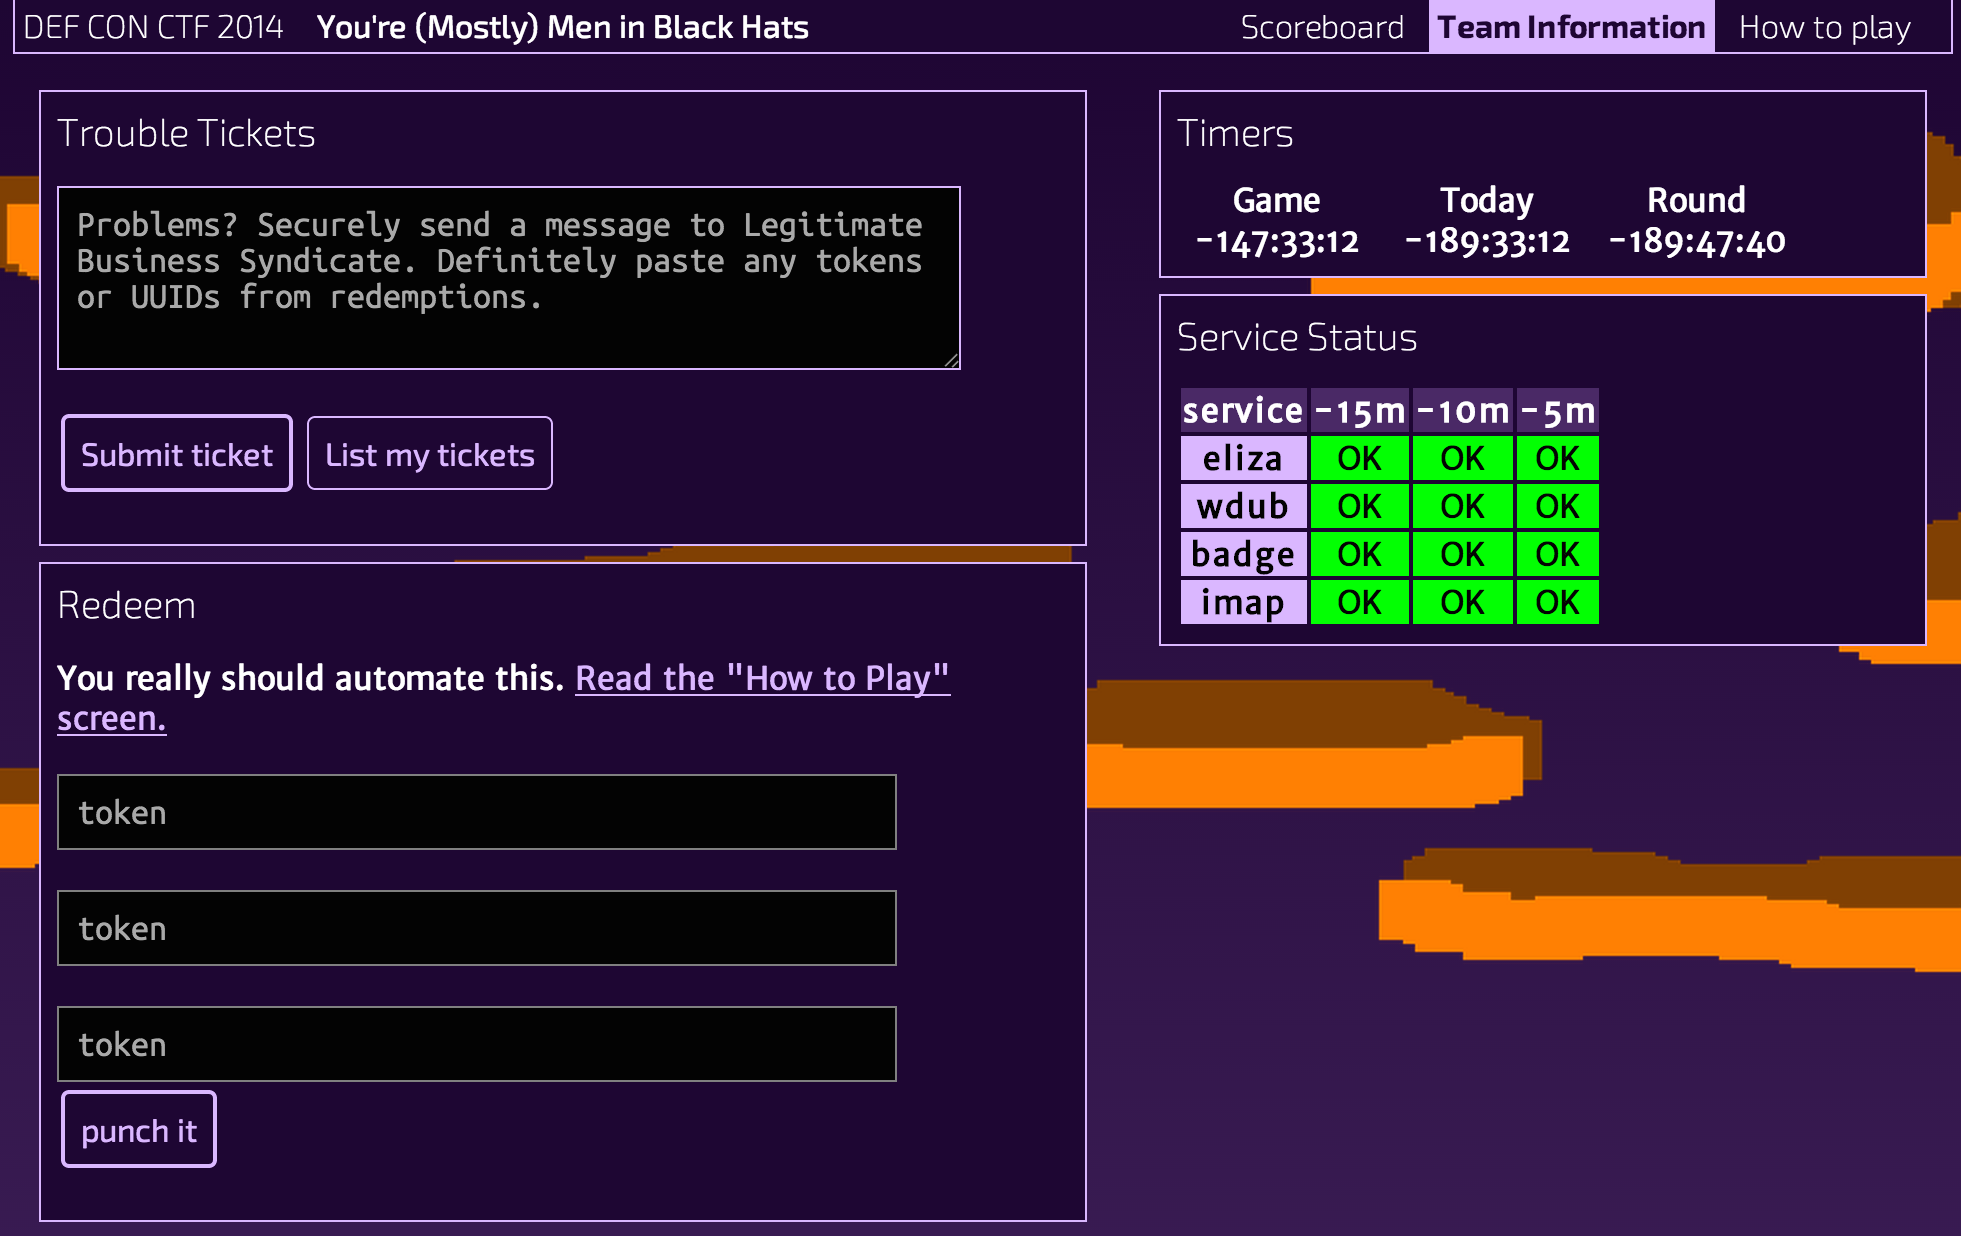 DEF CON CTF 2014 You're (Mostly) Men in Black Hats Scoreboard Team Information How to play
Trouble Tickets
Problems? Securely send a message to Legitimate
Business Syndicate. Definitely paste any tokens
or UUIDs from redemptions.
Submit ticket List my tickets
Redeem
You really should automate this. Read the "How to Play"
screen.
token
token
token
punch it
Timers
Game Today Round
-147:33:12 -189:33:12 -189:47:40
Service Status
service -15m -10m -5m
eliza OK OK OK
wdub OK OK OK
badge OK OK OK
imap OK OK OK